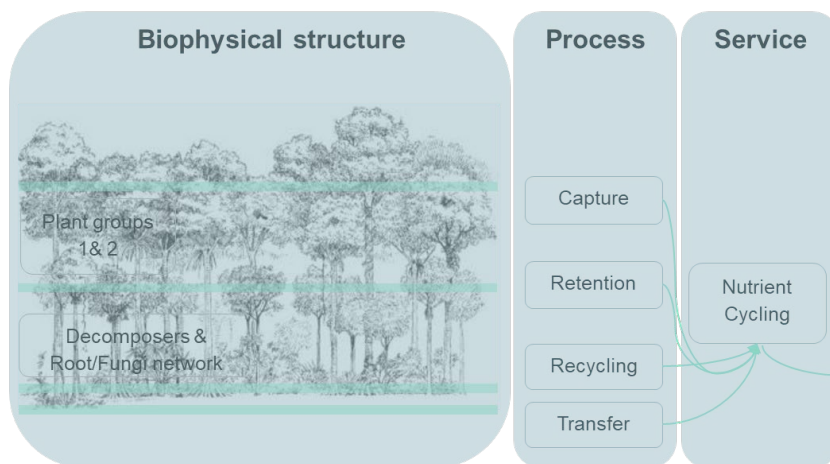 Biophysical structure
Process
Service
Plant groups
1& 2
Decomposers &
Root/Fungi network
Capture
Retention
Recycling
Transfer
Nutrient
Cycling